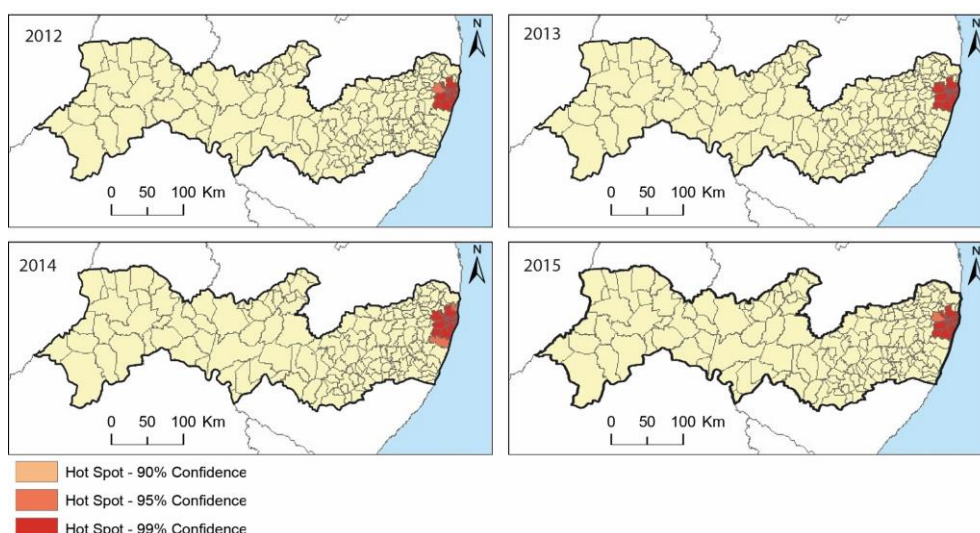 2012
N
0 50 100 Km
2013
N
0 50 100 Km
2014
N
0 50 100 Km
2015
N
0 50 100 Km
Hot Spot - 90% Confidence
Hot Spot - 95% Confidence
Hot Spot - 99% Confidence